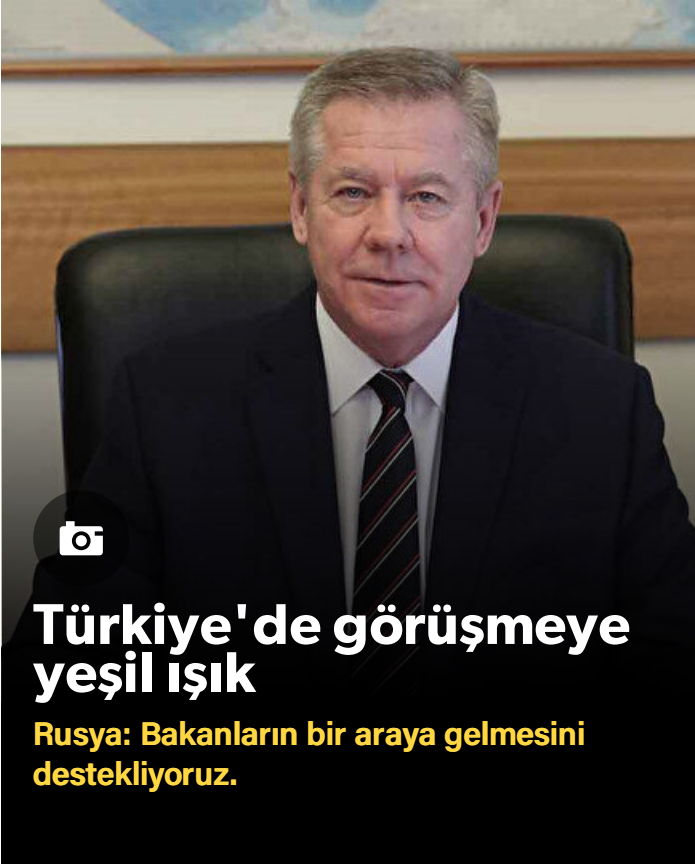 Türkiye'de görüşmeye
yeşil ışık
Rusya: Bakanların bir araya gelmesini
destekliyoruz.